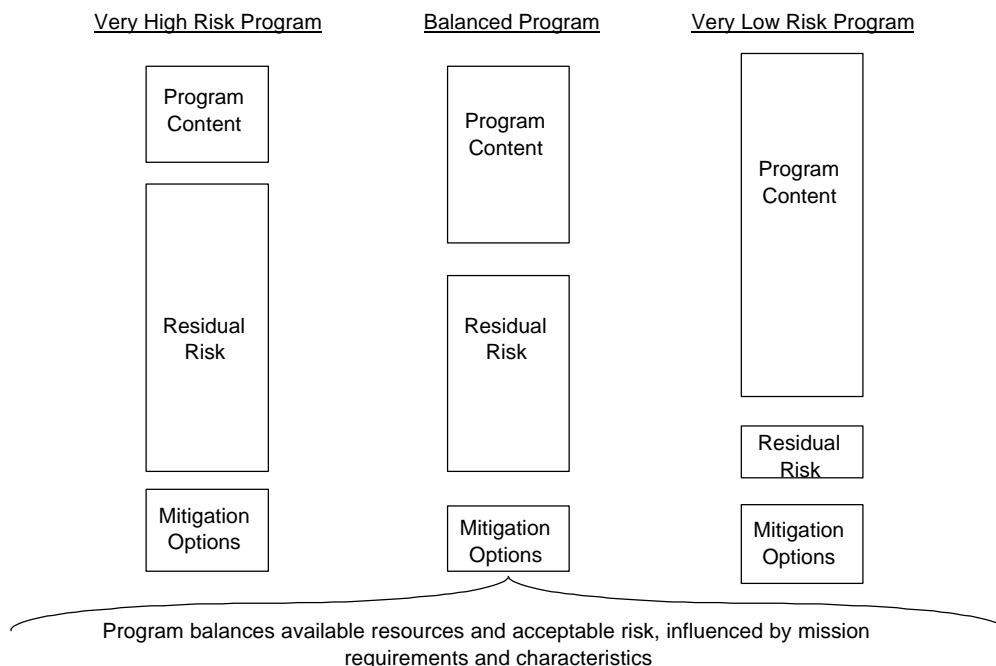 Very High Risk Program
Balanced Program
Very Low Risk Program
Program
Content
Residual
Risk
Mitigation
Options
Program
Content
Residual
Risk
Mitigation
Options
Program
Content
Residual
Risk
Mitigation
Options
Program balances available resources and acceptable risk, influenced by mission
requirements and characteristics